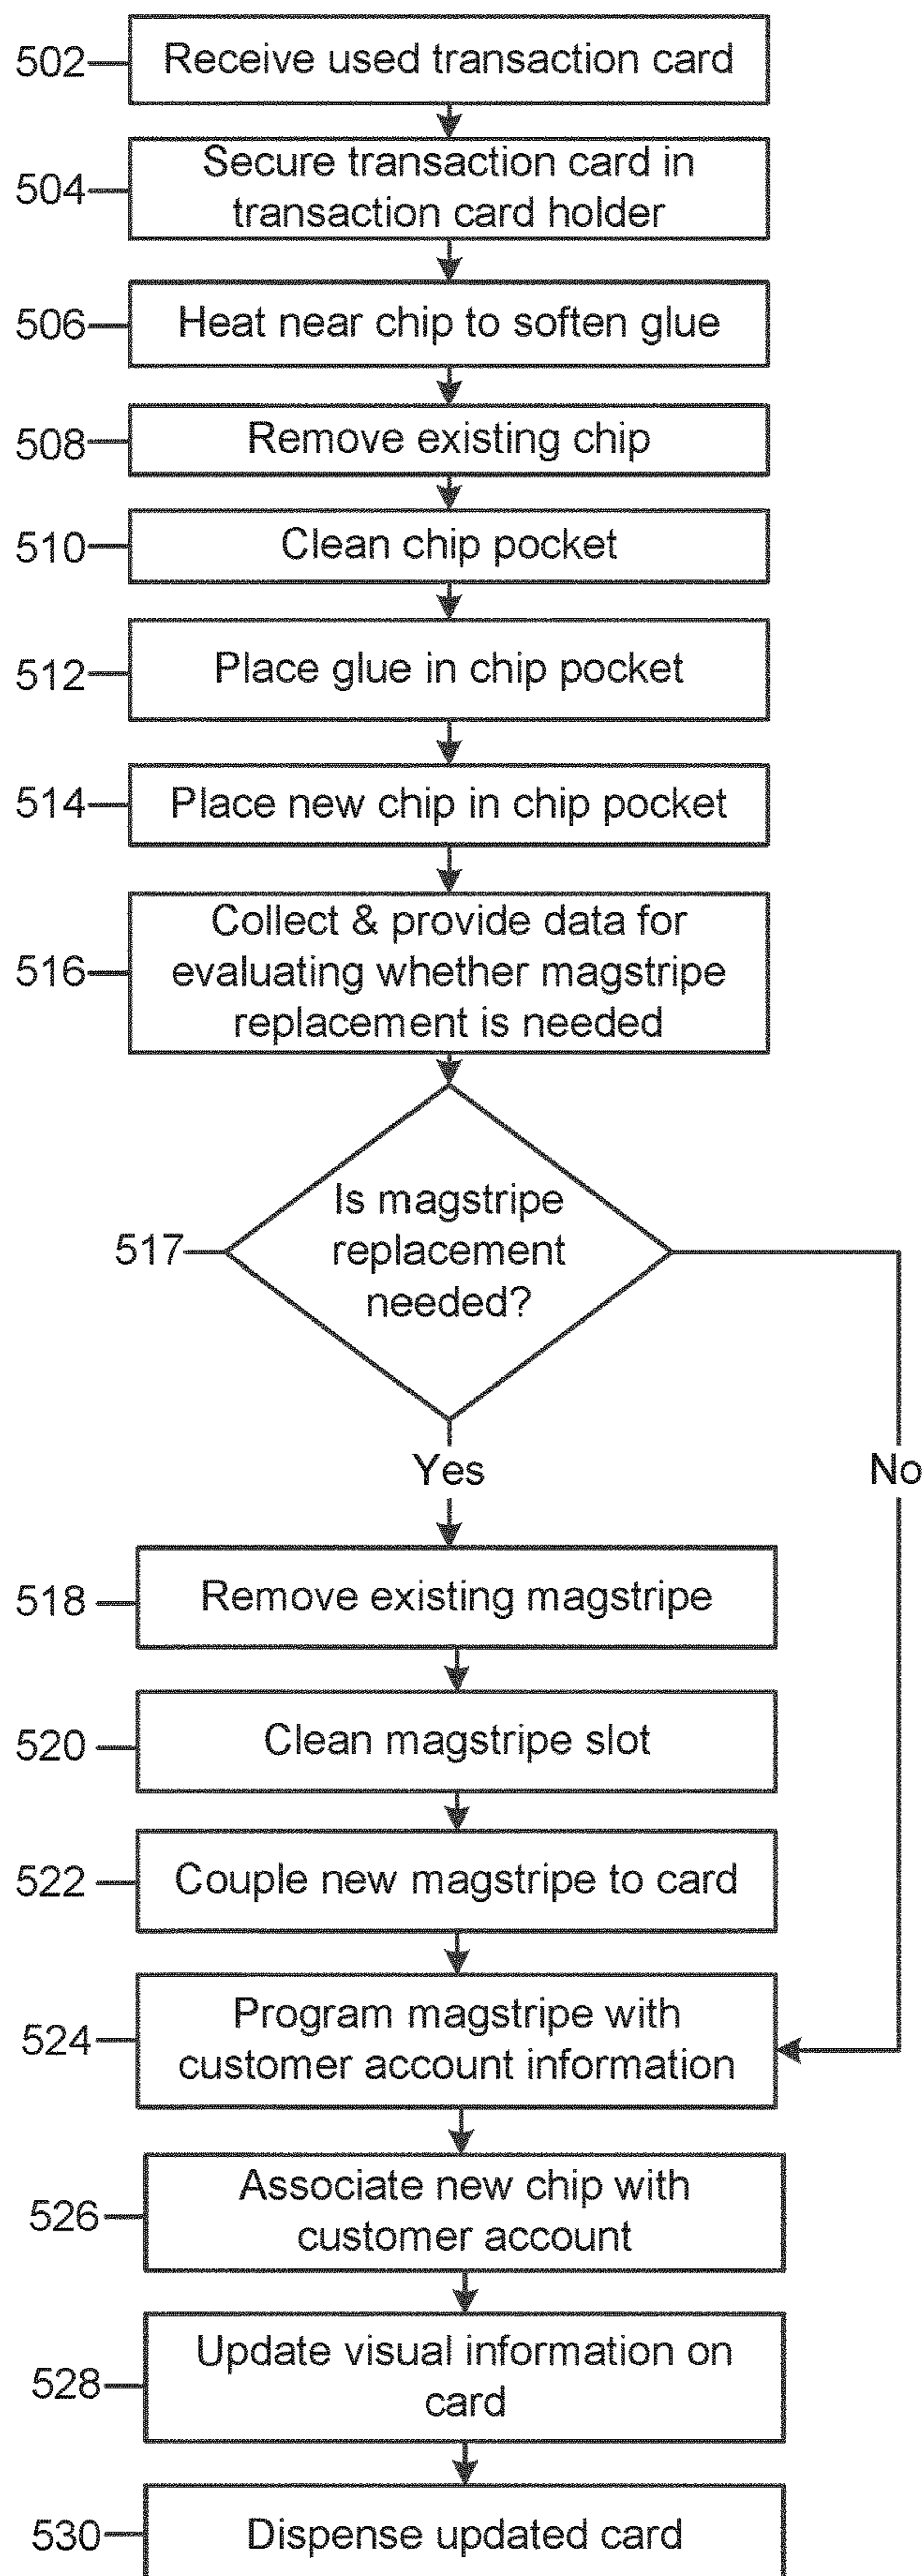 502 Receive used transaction card
Secure transaction card in
504
transaction card holder
506 Heat near chip to soften glue
508 Remove existing chip
510 Clean chip pocket
512 Place glue in chip pocket
514 Place new chip in chip pocket
Collect & provide data for
516 evaluating whether magstripe
replacement is needed
Is magstripe
517 replacement
needed?
Yes No
518 Remove existing magstripe
520 Clean magstripe slot
522 Couple new magstripe to card
Program magstripe with
524
customer account information
Associate new chip with
526
customer account
Update visual information on
528
card
530 Dispense updated card